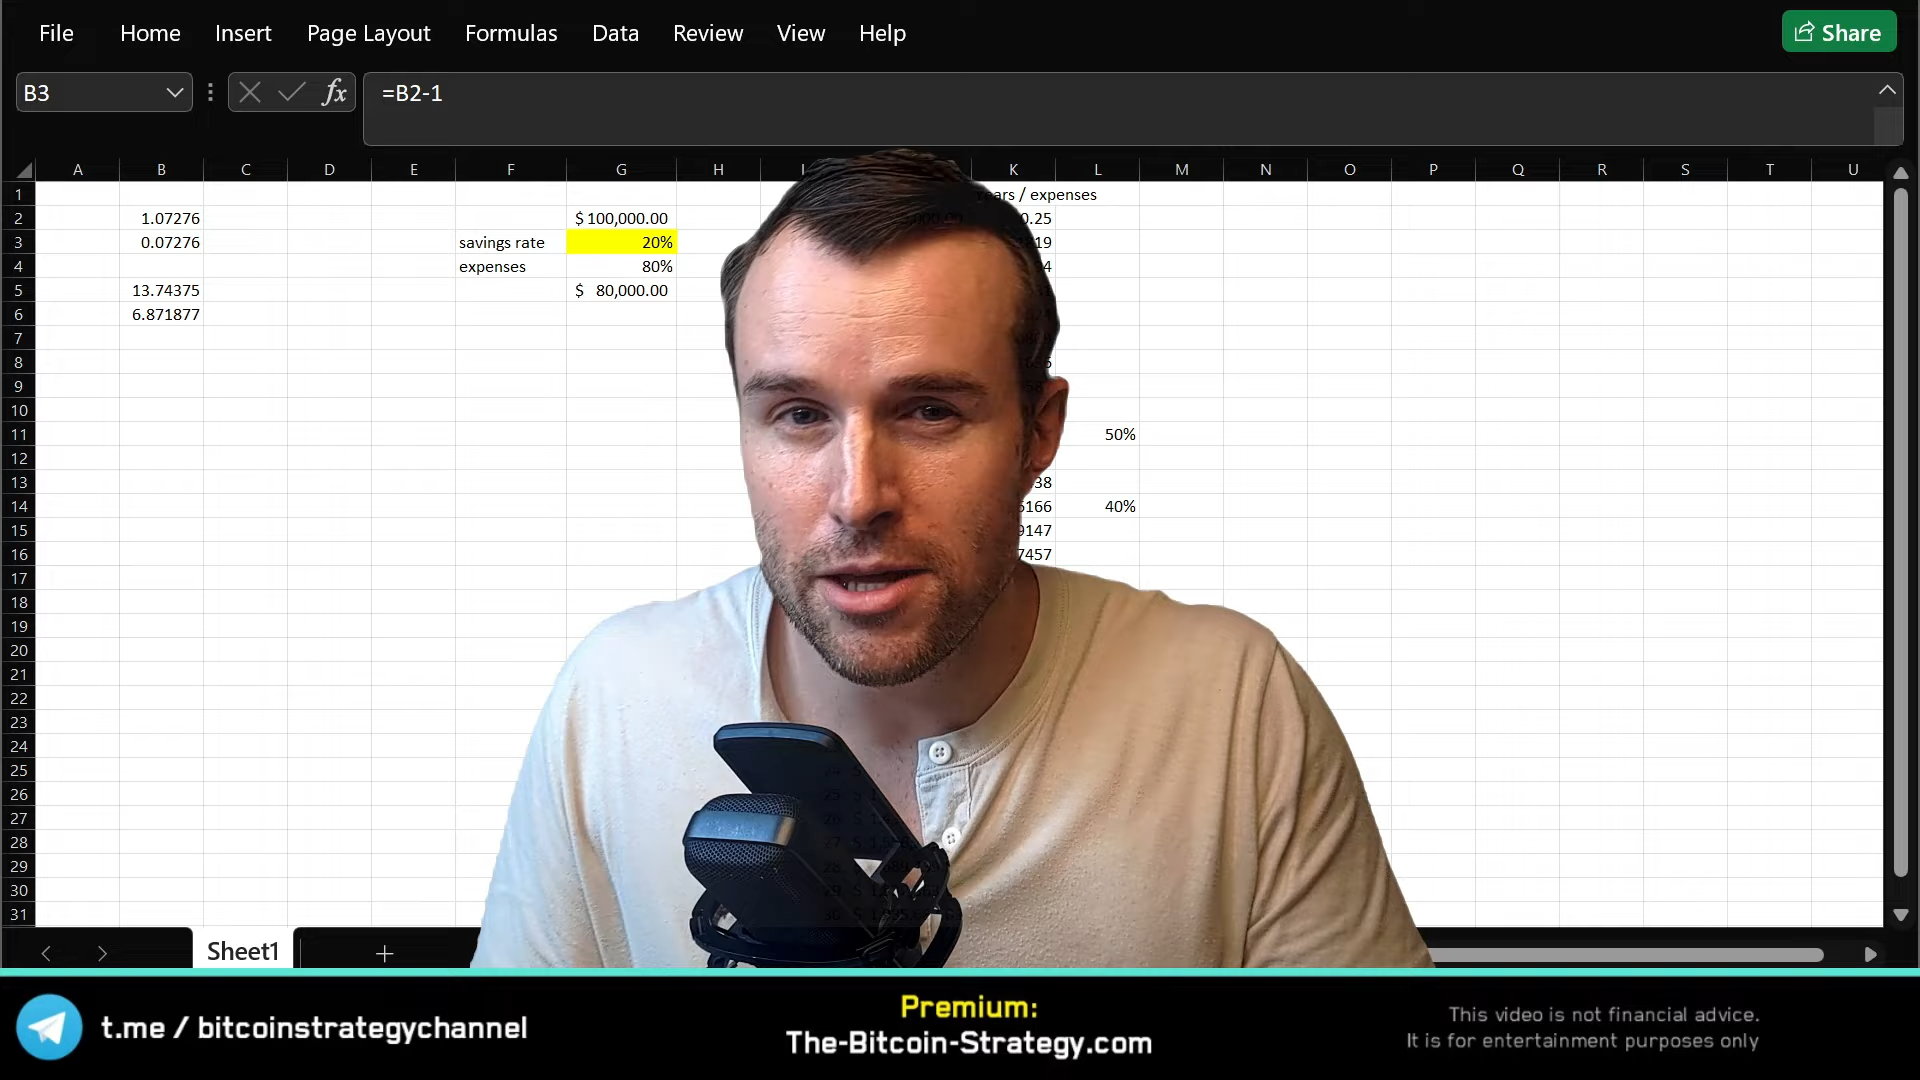 File Home Insert Page Layout Formulas Data Review View Help Share
B3 fx =B2-1
A B C D E F G H I K L M N O P Q R S T U
1 / expenses
2 1.07276 $ 100,000.00
3 0.07276 savings rate 20%
4 expenses 80%
5 13.74375 $ 80,000.00
6 6.871877
7
8
9
10
11 50%
12
13
14 40%
15
16
17
18
19
20
21
22
23
24
25
26
27
28
29
30
31
Sheet1
t.me / bitcoinstrategychannel
Premium:
The-Bitcoin-Strategy.com
This video is not financial advice.
It is for entertainment purposes only